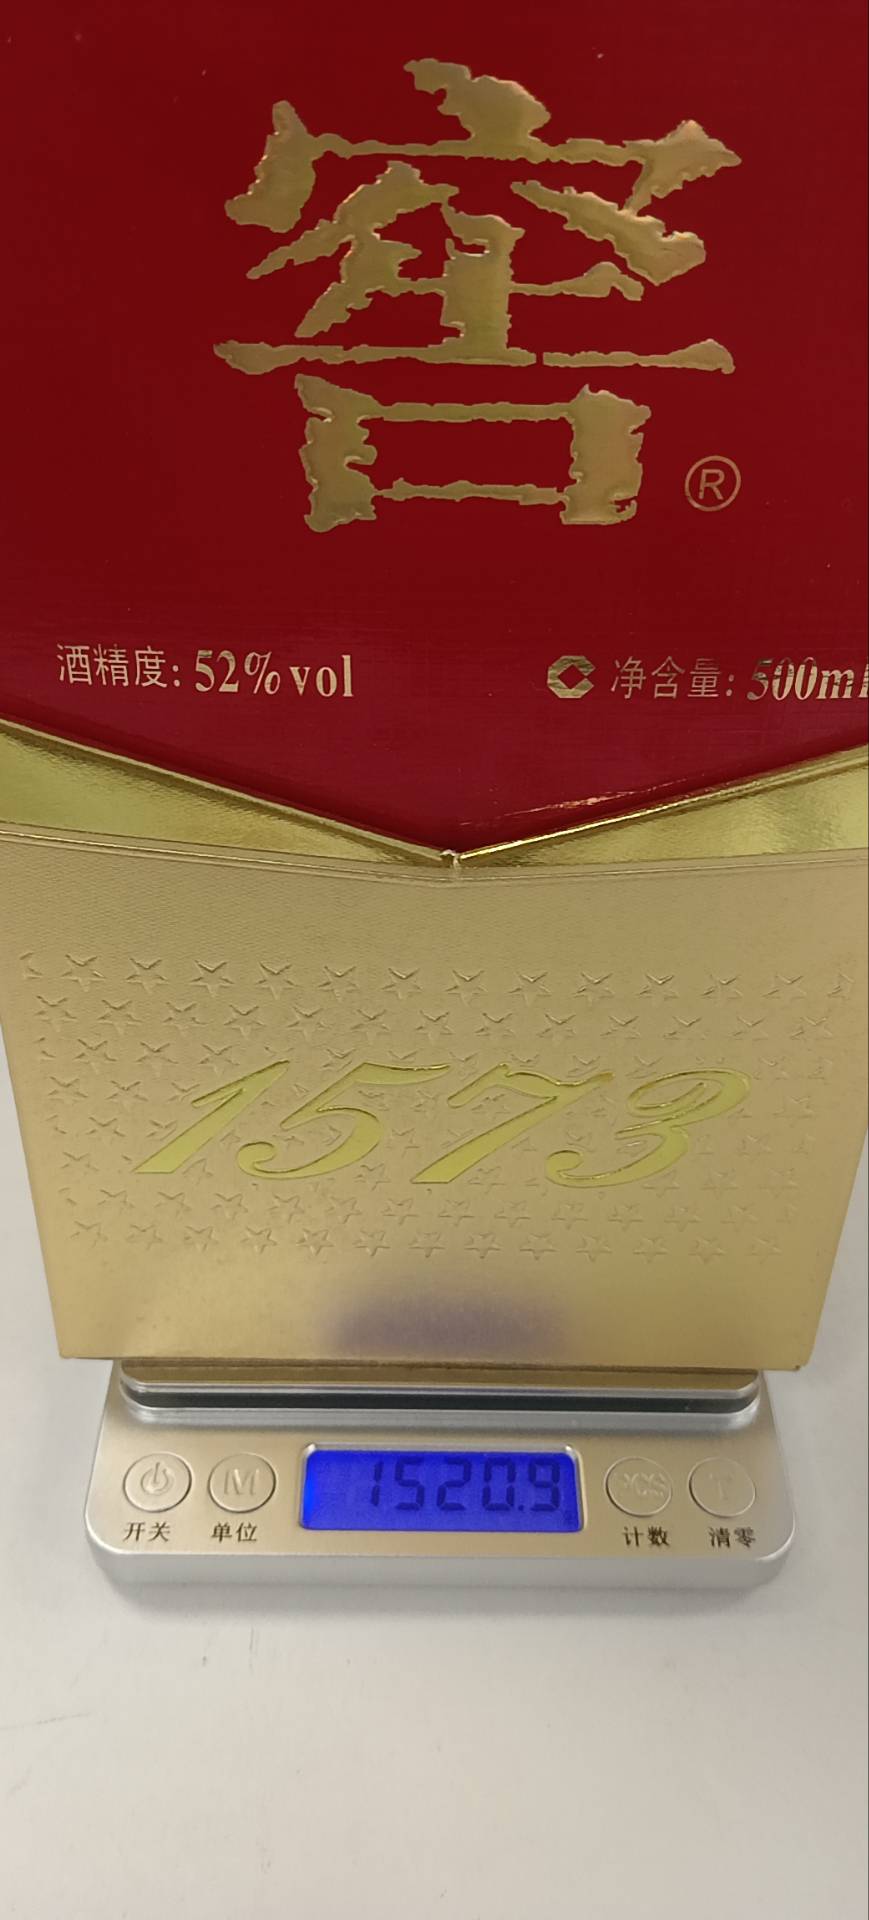 窖
®
酒精度: 52%vol
净含量: 500ml
1573
1520.9
M
T
开关
单位
计数
清零